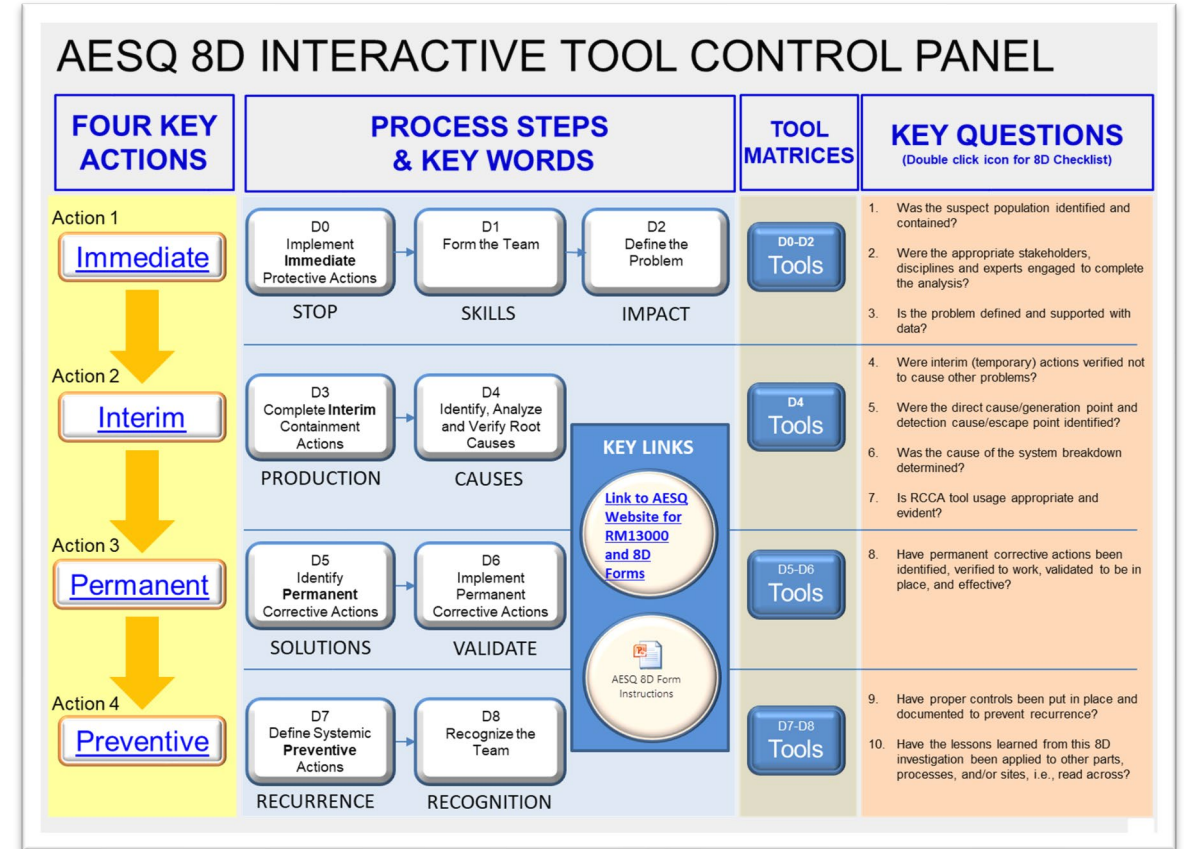 AESQ 8D INTERACTIVE TOOL CONTROL PANEL
FOUR KEY
ACTIONS
PROCESS STEPS
& KEY WORDS
TOOL
MATRICES
KEY QUESTIONS
(Double click icon for 8D Checklist)
Action 1
Immediate
D0
Implement
Immediate
Protective Actions
STOP
D1
Form the Team
SKILLS
D2
Define the
Problem
IMPACT
D0-D2
Tools
1. Was the suspect population identified and
contained?
2. Were the appropriate stakeholders,
disciplines and experts engaged to complete
the analysis?
3. Is the problem defined and supported with
data?
Action 2
Interim
D3
Complete Interim
Containment
Actions
PRODUCTION
D4
Identify, Analyze
and Verify Root
Causes
CAUSES
D4
Tools
4. Were interim (temporary) actions verified not
to cause other problems?
5. Were the direct cause/generation point and
detection cause/escape point identified?
6. Was the cause of the system breakdown
determined?
7. Is RCCA tool usage appropriate and
evident?
KEY LINKS
Link to AESQ
Website for
RM13000
and 8D
Forms
AESQ 8D Form
Instructions
Action 3
Permanent
D5
Identify
Permanent
Corrective Actions
SOLUTIONS
D6
Implement
Permanent
Corrective Actions
VALIDATE
D5-D6
Tools
8. Have permanent corrective actions been
identified, verified to work, validated to be in
place, and effective?
Action 4
Preventive
D7
Define Systemic
Preventive
Actions
RECURRENCE
D8
Recognize the
Team
RECOGNITION
D7-D8
Tools
9. Have proper controls been put in place and
documented to prevent recurrence?
10. Have the lessons learned from this 8D
investigation been applied to other parts,
processes, and/or sites, i.e., read across?